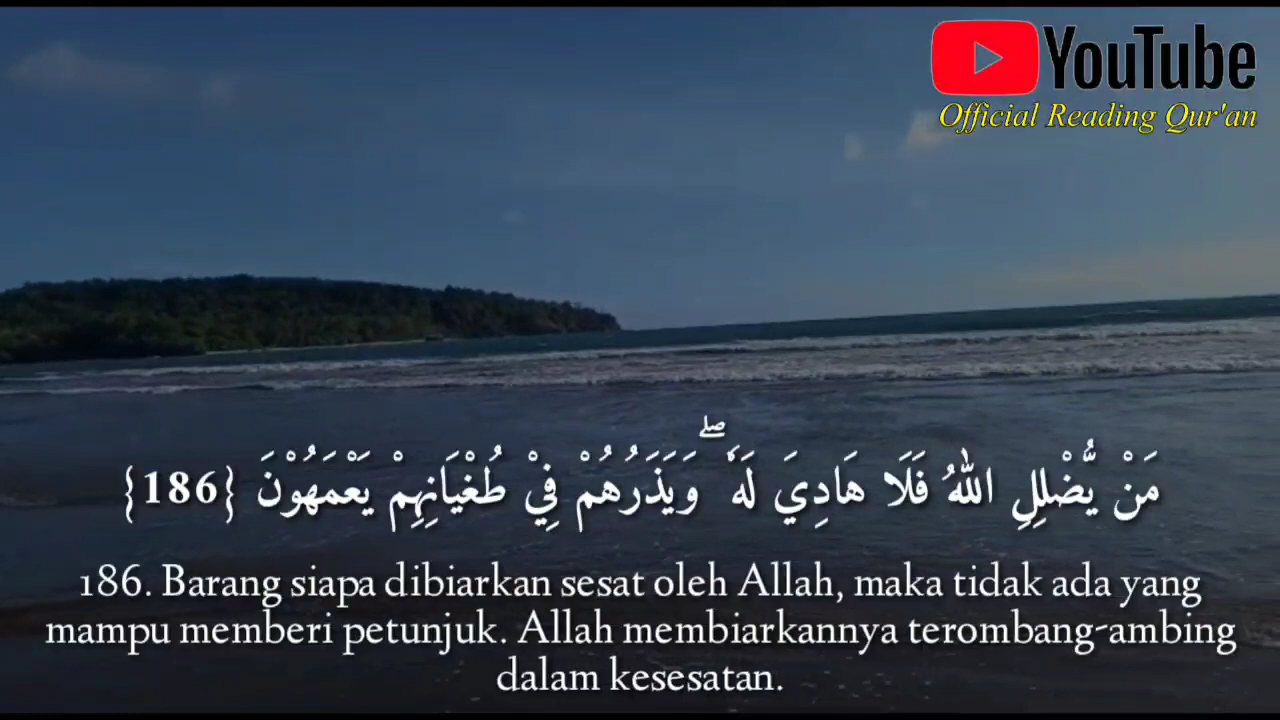 YouTube
Official Reading Qur'an
مَنْ يُّضْلِلِ اللّٰهُ فَلَا هَادِيَ لَهٗ ۖ وَيَذَرُهُمْ فِيْ طُغْيَانِهِمْ يَعْمَهُوْنَ {186}
186. Barang siapa dibiarkan sesat oleh Allah, maka tidak ada yang
mampu memberi petunjuk. Allah membiarkannya terombang-ambing
dalam kesesatan.